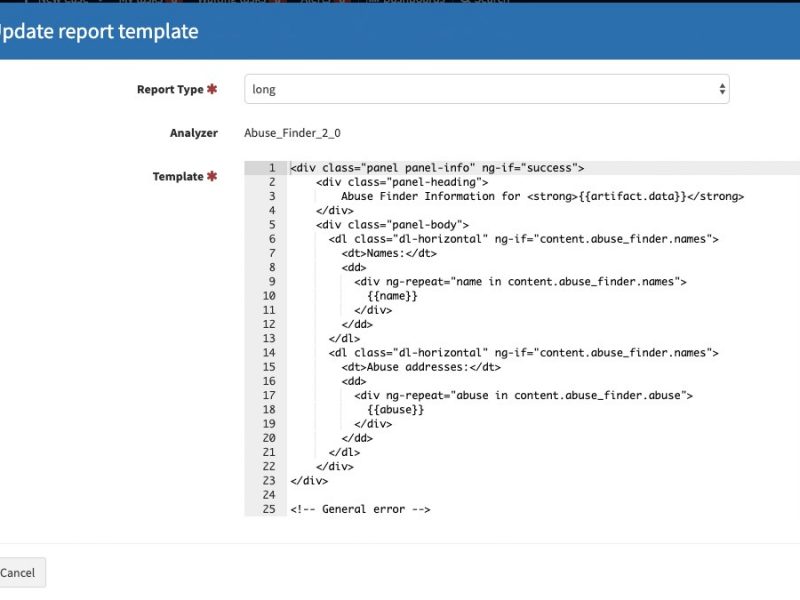 pdate report template
Report Type ✱
long
Analyzer
Abuse_Finder_2_0
Template ✱
1 <div class="panel panel-info" ng-if="success">
2 <div class="panel-heading">
3 Abuse Finder Information for <strong>{{artifact.data}}</strong>
4 </div>
5 <div class="panel-body">
6 <dl class="dl-horizontal" ng-if="content.abuse_finder.names">
7 <dt>Names:</dt>
8 <dd>
9 <div ng-repeat="name in content.abuse_finder.names">
10 {{name}}
11 </div>
12 </dd>
13 </dl>
14 <dl class="dl-horizontal" ng-if="content.abuse_finder.names">
15 <dt>Abuse addresses:</dt>
16 <dd>
17 <div ng-repeat="abuse in content.abuse_finder.abuse">
18 {{abuse}}
19 </div>
20 </dd>
21 </dl>
22 </div>
23 </div>
24
25 <!-- General error -->
Cancel